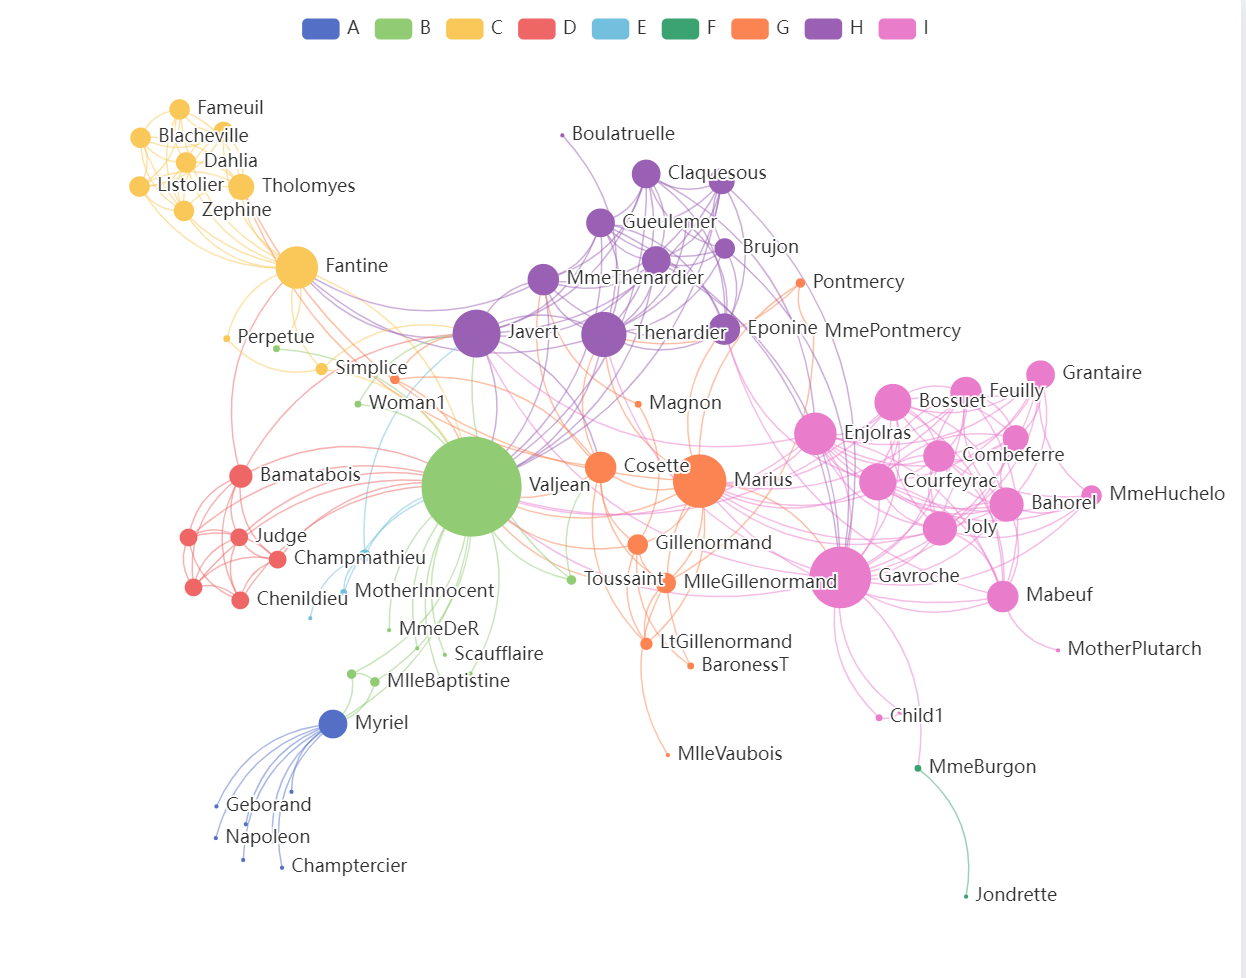 A B C D E F G H I
Fameuil
Blacheville
Dahlia
Listolier
Tholomyes
Zephine
Fantine
Boulatruelle
Claquesous
Gueulemer
Brujon
MmeThenardier
Pontmercy
Javert
Thenardier
Eponine
MmePontmercy
Perpetue
Simplice
Woman1
Magnon
Grantaire
Feuilly
Bossuet
Enjolras
Combeferre
Cosette
Marius
Courfeyrac
Bahorel
MmeHuchelo
Valjean
Joly
Bamatabois
Judge
Champmathieu
Chenildieu
MotherInnocent
Gillenormand
Toussaint
MlleGillenormand
Gavroche
Mabeuf
MmeDeR
Scaufflaire
LtGillenormand
BaronessT
MotherPlutarch
MlleBaptistine
Myriel
Child1
MlleVaubois
MmeBurgon
Geborand
Napoleon
Champtercier
Jondrette